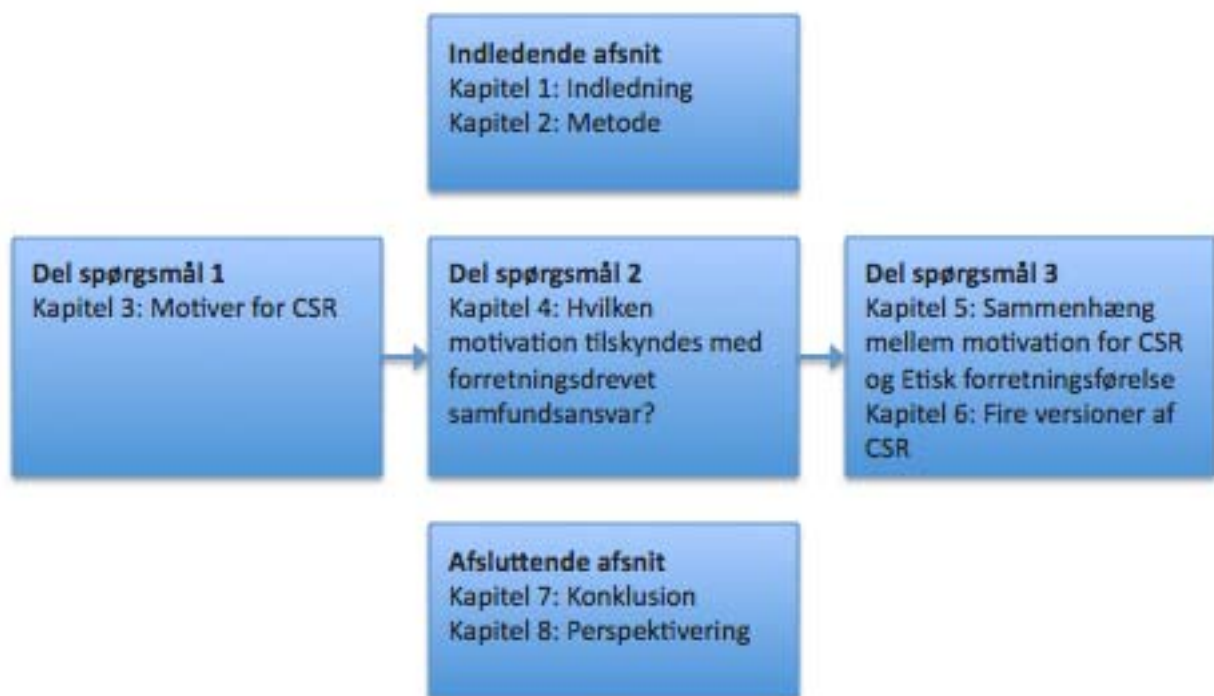 Indledende afsnit
Kapitel 1: Indledning
Kapitel 2: Metode
Del spørgsmål 1
Kapitel 3: Motiver for CSR
Del spørgsmål 2
Kapitel 4: Hvilken
motivation tilskyndes med
forretningsdrevet
samfundsansvar?
Del spørgsmål 3
Kapitel 5: Sammenhæng
mellem motivation for CSR
og Etisk forretningsførelse
Kapitel 6: Fire versioner af
CSR
Afsluttende afsnit
Kapitel 7: Konklusion
Kapitel 8: Perspektivering